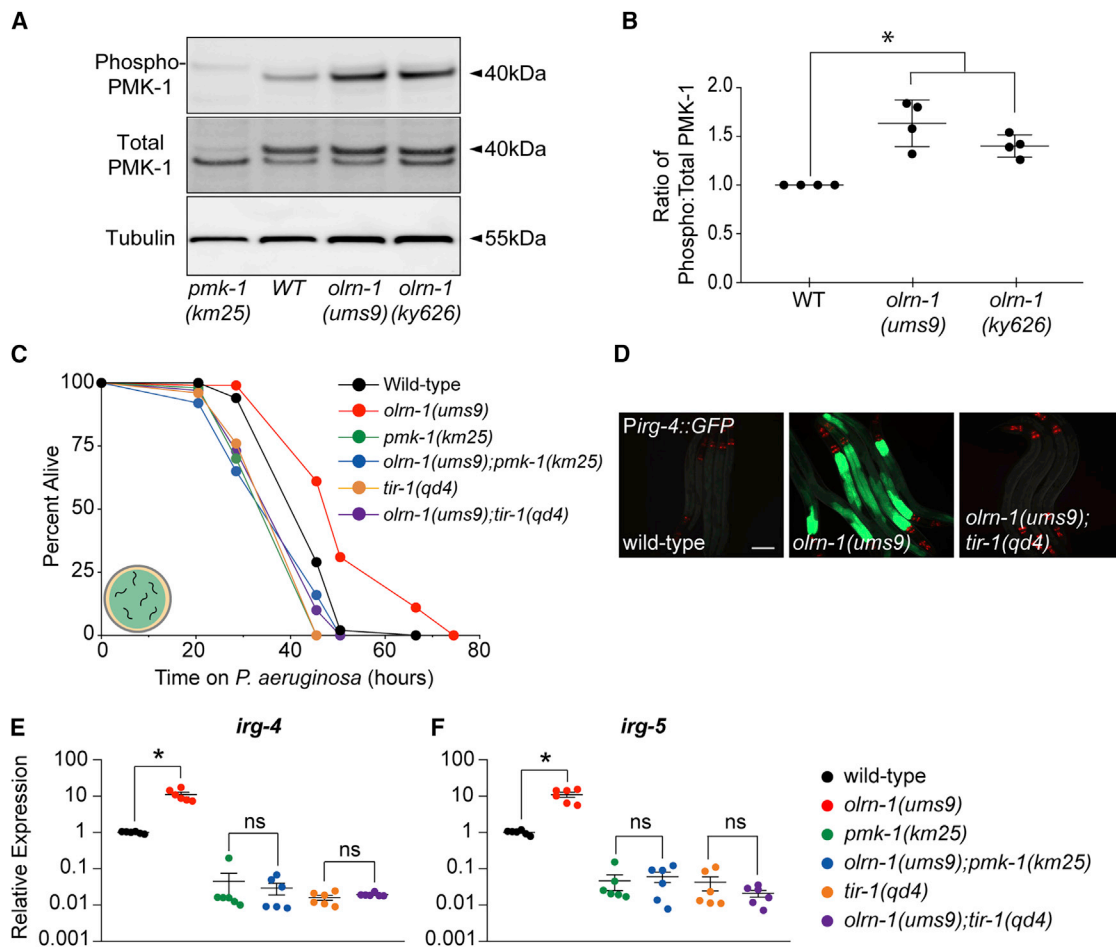 A
Phospho-
PMK-1
40kDa
Total
PMK-1
40kDa
Tubulin
55kDa
pmk-1
(km25)
WT
olrn-1
(ums9)
olrn-1
(ky626)
B
*
Ratio of
Phospho:Total PMK-1
2.0
1.5
1.0
0.5
0.0
WT
olrn-1
(ums9)
olrn-1
(ky626)
C
Percent Alive
100
75
50
25
0
0
20
40
60
80
Time on P. aeruginosa (hours)
Wild-type
olrn-1(ums9)
pmk-1(km25)
olrn-1(ums9);pmk-1(km25)
tir-1(qd4)
olrn-1(ums9);tir-1(qd4)
D
Pirg-4::GFP
wild-type
olrn-1(ums9)
olrn-1(ums9);
tir-1(qd4)
E
irg-4
Relative Expression
100
10
1
0.1
0.01
0.001
*
ns
ns
F
irg-5
100
10
1
0.1
0.01
0.001
*
ns
ns
wild-type
olrn-1(ums9)
pmk-1(km25)
olrn-1(ums9);pmk-1(km25)
tir-1(qd4)
olrn-1(ums9);tir-1(qd4)